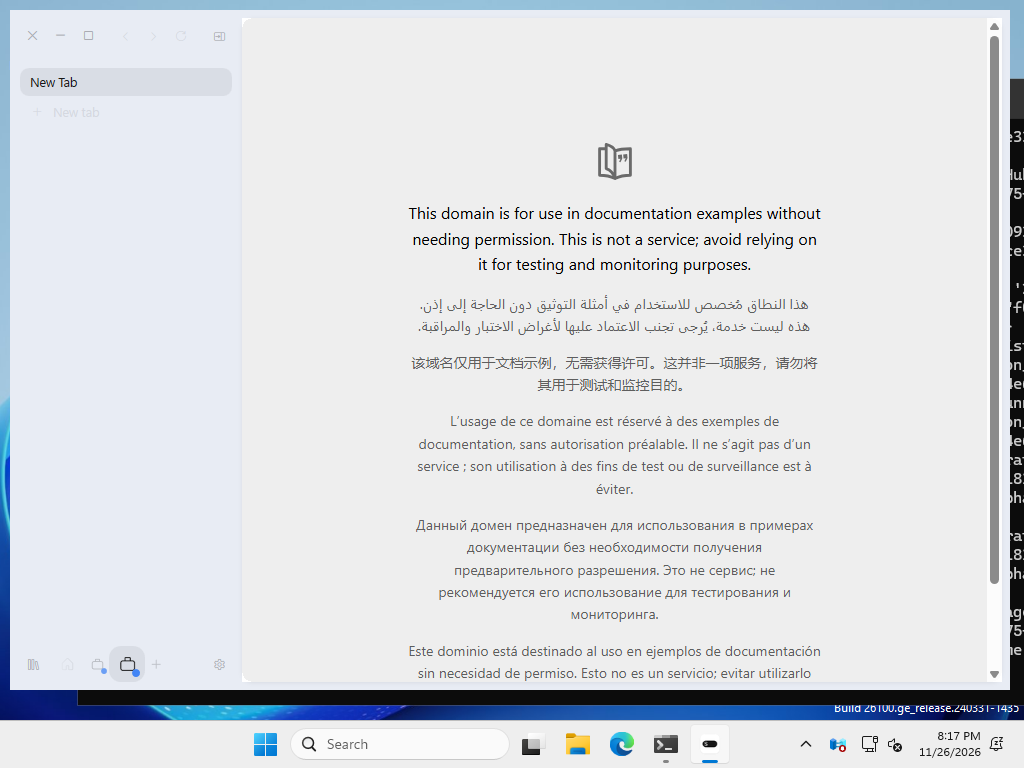 New Tab
+ New tab
This domain is for use in documentation examples without
needing permission. This is not a service; avoid relying on
it for testing and monitoring purposes.
هذا النطاق مُخصص للاستخدام في أمثلة التوثيق دون الحاجة إلى إذن.
هذه ليست خدمة، يُرجى تجنب الاعتماد عليها لأغراض الاختبار والمراقبة.
该域名仅用于文档示例，无需获得许可。这并非一项服务，请勿将
其用于测试和监控目的。
L’usage de ce domaine est réservé à des exemples de
documentation, sans autorisation préalable. Il ne s’agit pas d’un
service ; son utilisation à des fins de test ou de surveillance est à
éviter.
Данный домен предназначен для использования в примерах
документации без необходимости получения
предварительного разрешения. Это не сервис; не
рекомендуется его использование для тестирования и
мониторинга.
Este dominio está destinado al uso en ejemplos de documentación
sin necesidad de permiso. Esto no es un servicio; evitar utilizarlo
Build 26100.ge_release.240331-1435
Search
8:17 PM
11/26/2026